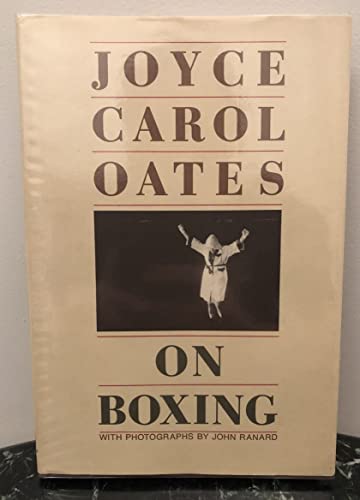 JOYCE
CAROL
OATES
ON
BOXING
WITH PHOTOGRAPHS BY JOHN RANARD